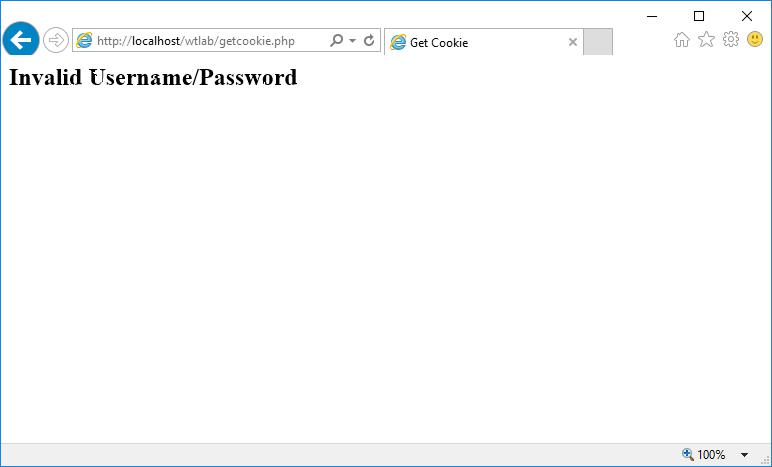 http://localhost/wtlab/getcookie.php
Get Cookie
Invalid Username/Password
100%